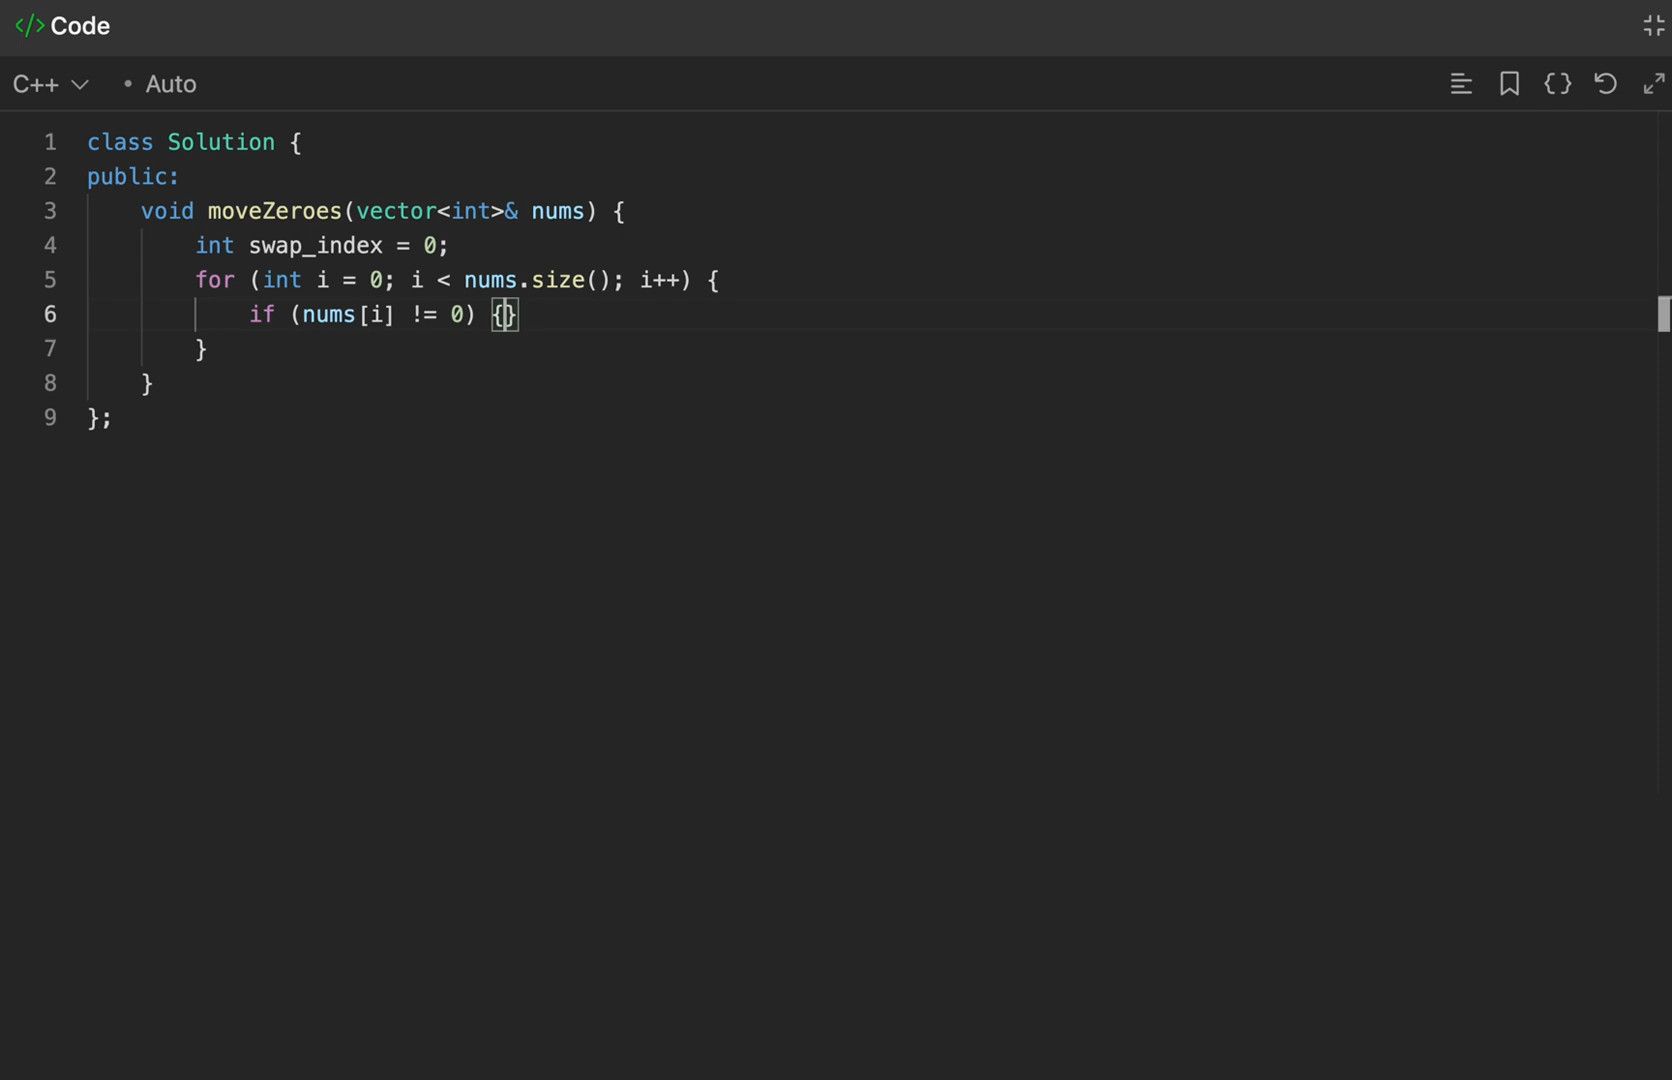 </> Code
C++ • Auto
1 class Solution {
2 public:
3     void moveZeroes(vector<int>& nums) {
4         int swap_index = 0;
5         for (int i = 0; i < nums.size(); i++) {
6             if (nums[i] != 0) {}
7         }
8     }
9 };